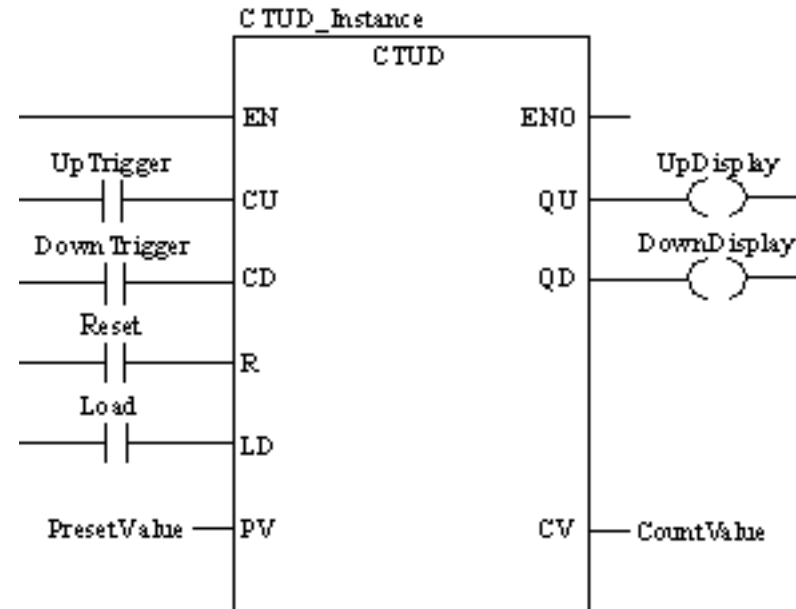 CTUD_Instance
CTUD
EN ENO
UpTrigger UpDisplay
CU QU
DownTrigger DownDisplay
CD QD
Reset
R
Load
LD
PresetValue PV CV CountValue